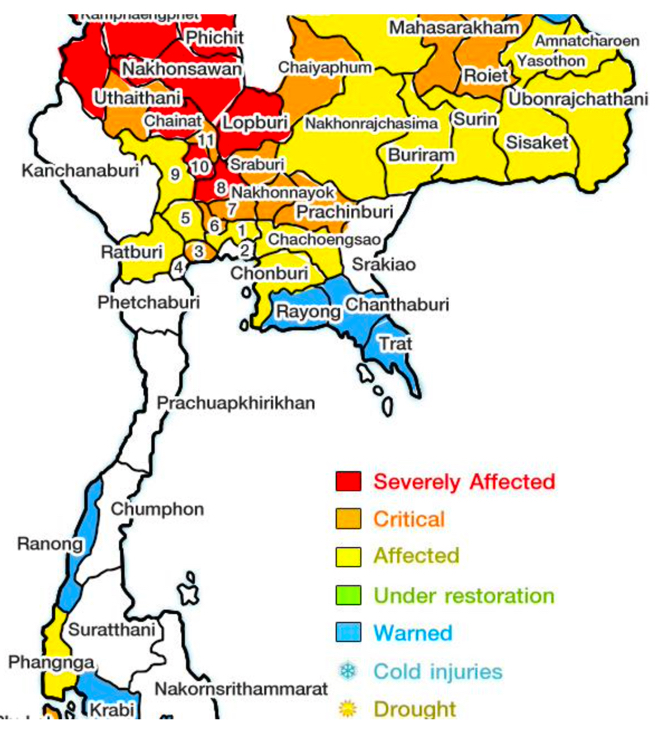 Kamphaengphet
Mahasarakham
Phichit
Amnatcharoen
Yasothon
Nakhonsawan
Chaiyaphum
Roiet
Uthaithani
Ubonrajchathani
Chainat
Lopburi
Nakhonrajchasima
Surin
11
Sisaket
Buriram
Kanchanaburi
10
Sraburi
9
8
Nakhonnayok
7
Prachinburi
5
6
1
Chachoengsao
Ratburi
3
2
4
Chonburi
Srakiao
Phetchaburi
Rayong
Chanthaburi
Trat
Prachuapkhirikhan
Severely Affected
Chumphon
Critical
Ranong
Affected
Under restoration
Suratthani
Warned
Phangnga
Cold injuries
Nakornsrithammarat
Krabi
Drought